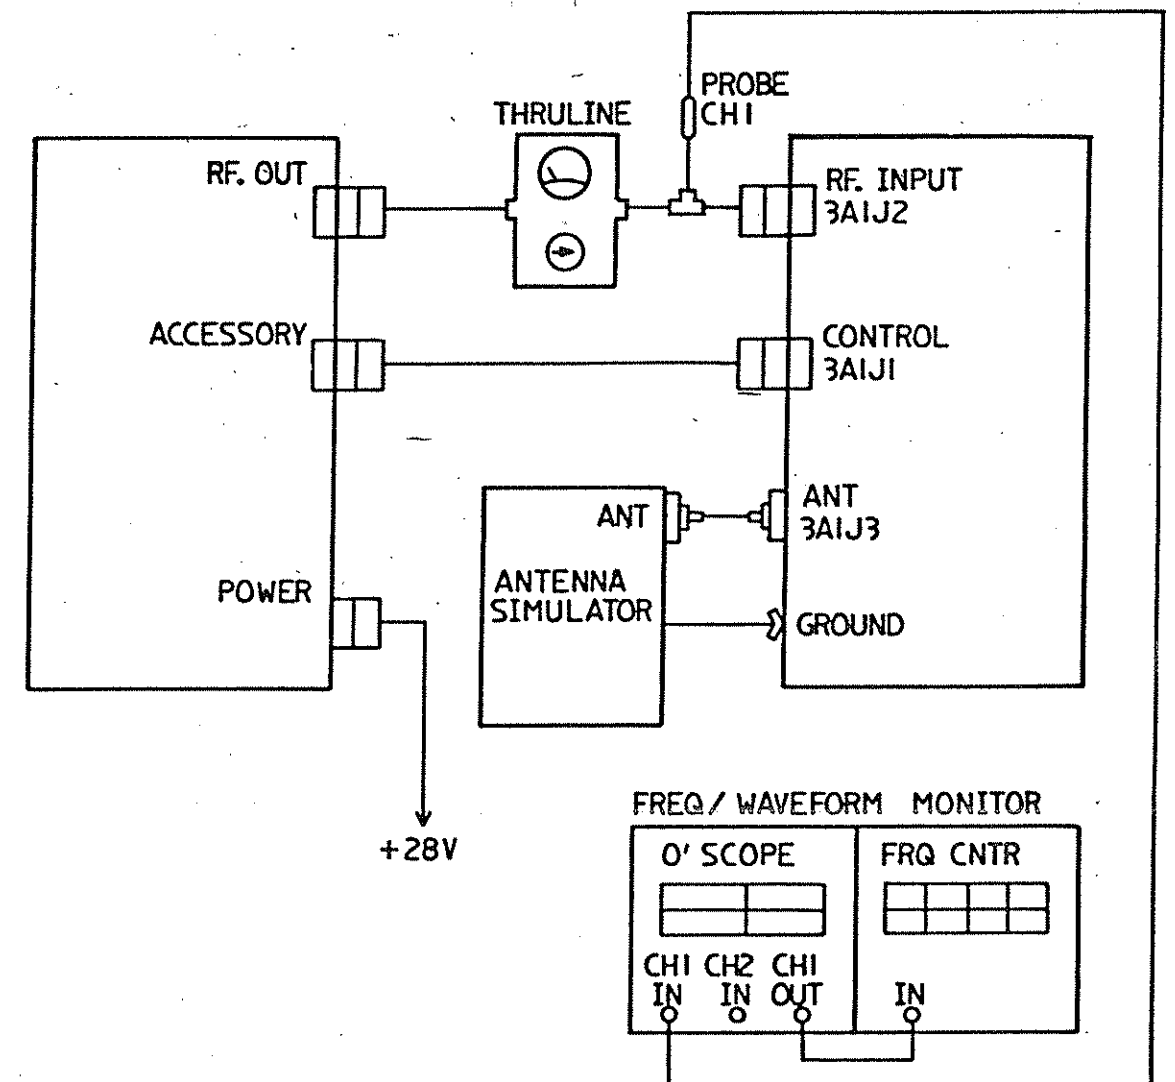 PROBE
CH1
THRULINE
RF. OUT
RF. INPUT
3A1J2
ACCESSORY
CONTROL
3A1J1
ANT
ANT
3A1J3
ANTENNA
SIMULATOR
POWER
GROUND
+28V
FREQ/WAVEFORM MONITOR
O'SCOPE
FRQ CNTR
CH1 CH2 CH1
IN IN OUT
IN